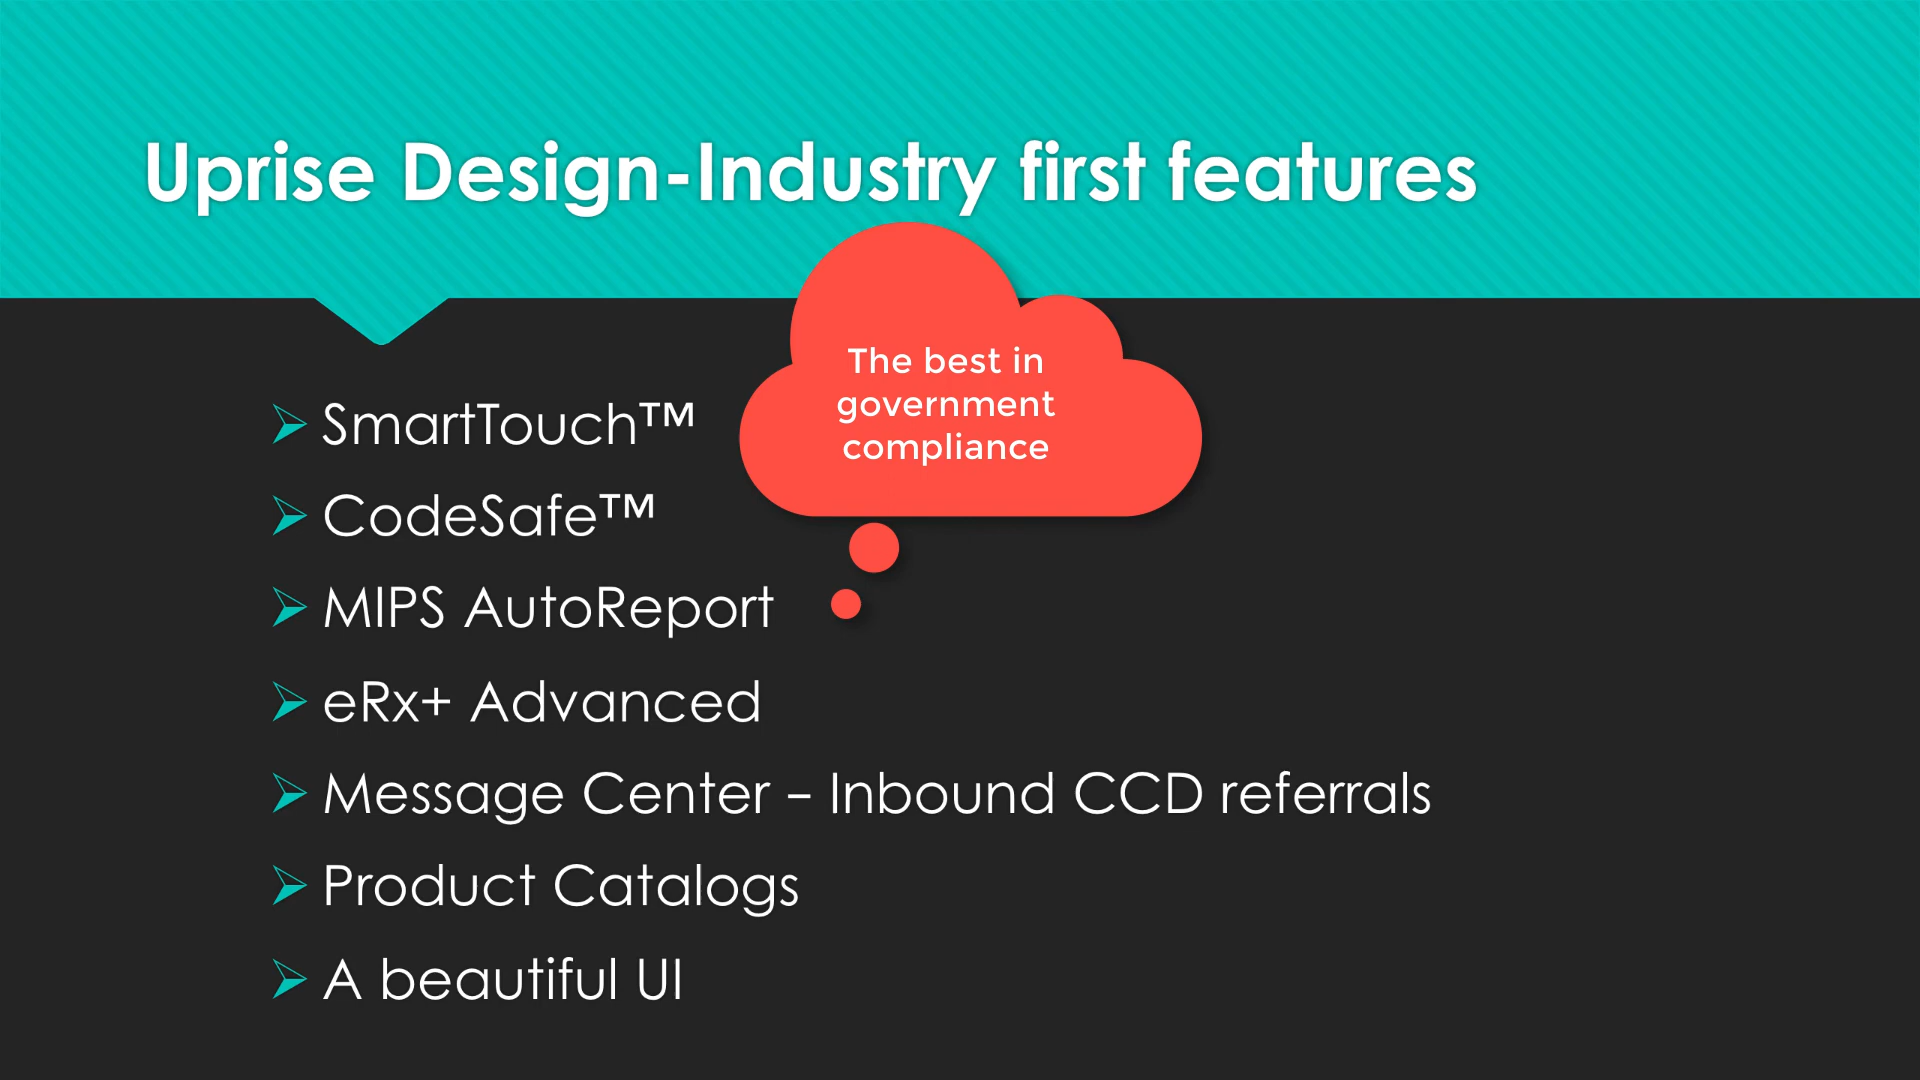 Uprise Design-Industry first features
The best in
government
compliance
SmartTouch™
CodeSafe™
MIPS AutoReport
eRx+ Advanced
Message Center – Inbound CCD referrals
Product Catalogs
A beautiful UI